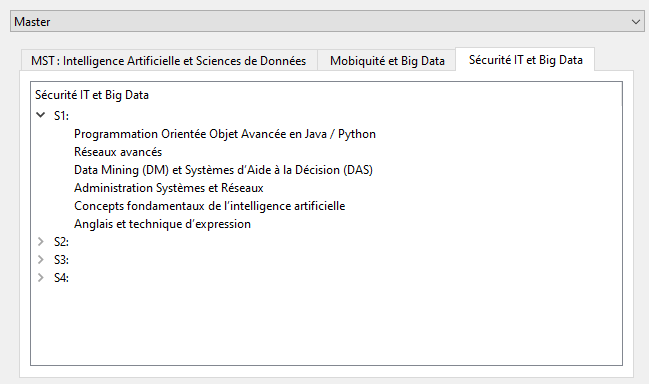 Master
MST : Intelligence Artificielle et Sciences de Données
Mobiquité et Big Data
Sécurité IT et Big Data
Sécurité IT et Big Data
S1:
Programmation Orientée Objet Avancée en Java / Python
Réseaux avancés
Data Mining (DM) et Systèmes d'Aide à la Décision (DAS)
Administration Systèmes et Réseaux
Concepts fondamentaux de l'intelligence artificielle
Anglais et technique d'expression
S2:
S3:
S4: